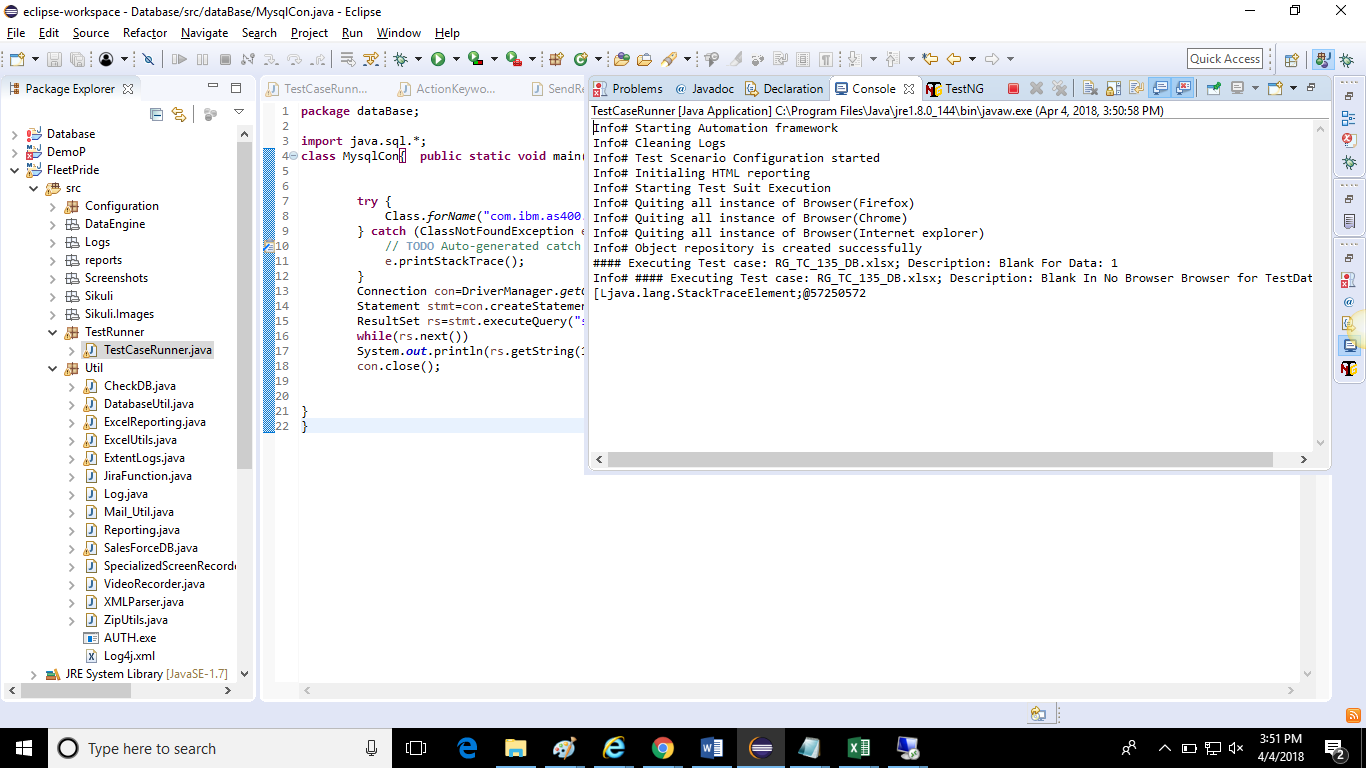 eclipse-workspace - Database/src/dataBase/MysqlCon.java - Eclipse
File Edit Source Refactor Navigate Search Project Run Window Help
Quick Access
Package Explorer
Database
DemoP
FleetPride
src
Configuration
DataEngine
Logs
reports
Screenshots
Sikuli
Sikuli.Images
TestRunner
TestCaseRunner.java
Util
CheckDB.java
DatabaseUtil.java
ExcelReporting.java
ExcelUtils.java
ExtentLogs.java
JiraFunction.java
Log.java
Mail_Util.java
Reporting.java
SalesForceDB.java
SpecializedScreenRecorde
VideoRecorder.java
XMLParser.java
ZipUtils.java
AUTH.exe
Log4j.xml
JRE System Library [JavaSE-1.7]
TestCaseRunn... ActionKeywo... SendRe
1 package dataBase;
2
3 import java.sql.*;
4 class MysqlCon{ public static void main(
5
6
7 try {
8 Class.forName("com.ibm.as400.
9 } catch (ClassNotFoundException e
10 // TODO Auto-generated catch
11 e.printStackTrace();
12 }
13 Connection con=DriverManager.getC
14 Statement stmt=con.createStatemen
15 ResultSet rs=stmt.executeQuery("s
16 while(rs.next())
17 System.out.println(rs.getString(1
18 con.close();
19
20
21 }
22 }
Problems @ Javadoc Declaration Console TestNG
TestCaseRunner [Java Application] C:\Program Files\Java\jre1.8.0_144\bin\javaw.exe (Apr 4, 2018, 3:50:58 PM)
Info# Starting Automation framework
Info# Cleaning Logs
Info# Test Scenario Configuration started
Info# Initialing HTML reporting
Info# Starting Test Suit Execution
Info# Quiting all instance of Browser(Firefox)
Info# Quiting all instance of Browser(Chrome)
Info# Quiting all instance of Browser(Internet explorer)
Info# Object repository is created successfully
#### Executing Test case: RG_TC_135_DB.xlsx; Description: Blank For Data: 1
Info# #### Executing Test case: RG_TC_135_DB.xlsx; Description: Blank In No Browser Browser for TestDat
[Ljava.lang.StackTraceElement;@57250572
Type here to search
3:51 PM
4/4/2018
2